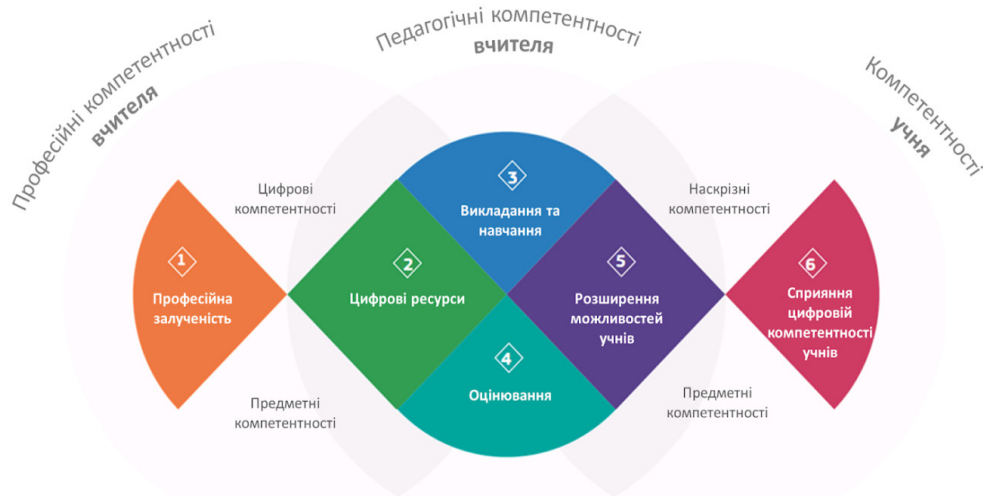 Професійні компетентності
вчителя
Педагогічні компетентності
вчителя
Компетентності
учня
Цифрові
компетентності
Наскрізні
компетентності
1
Професійна
залученість
2
Цифрові ресурси
3
Викладання та
навчання
4
Оцінювання
5
Розширення
можливостей
учнів
6
Сприяння
цифровій
компетентності
учнів
Предметні
компетентності
Предметні
компетентності